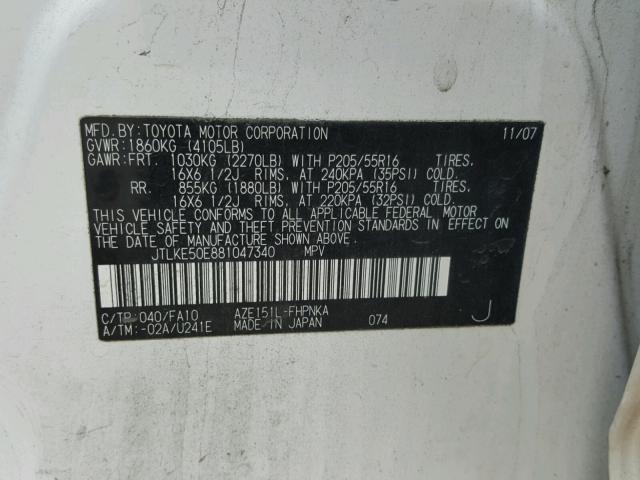 MFD. BY: TOYOTA MOTOR CORPORATION 11/07
GVWR: 1860KG (4105LB)
GAWR: FRT. 1030KG (2270LB) WITH P205/55R16 TIRES.
16X6 1/2J RIMS, AT 240KPA (35PSI) COLD.
RR. 855KG (1880LB) WITH P205/55R16 TIRES.
16X6 1/2J RIMS, AT 220KPA (32PSI) COLD.
THIS VEHICLE CONFORMS TO ALL APPLICABLE FEDERAL MOTOR
VEHICLE SAFETY AND THEFT PREVENTION STANDARDS IN EFFECT ON
THE DATE OF MANUFACTURE SHOWN ABOVE.
JTLKE50E881047340 MPV
C/TR: 040/FA10 AZE151L-FHPNKA
A/TM: -02A/U241E MADE IN JAPAN 074 J